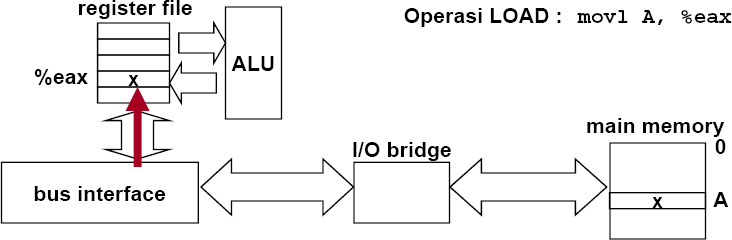 register file
Operasi LOAD : movl A, %eax
ALU
%eax
x
main memory
I/O bridge
0
bus interface
x
A